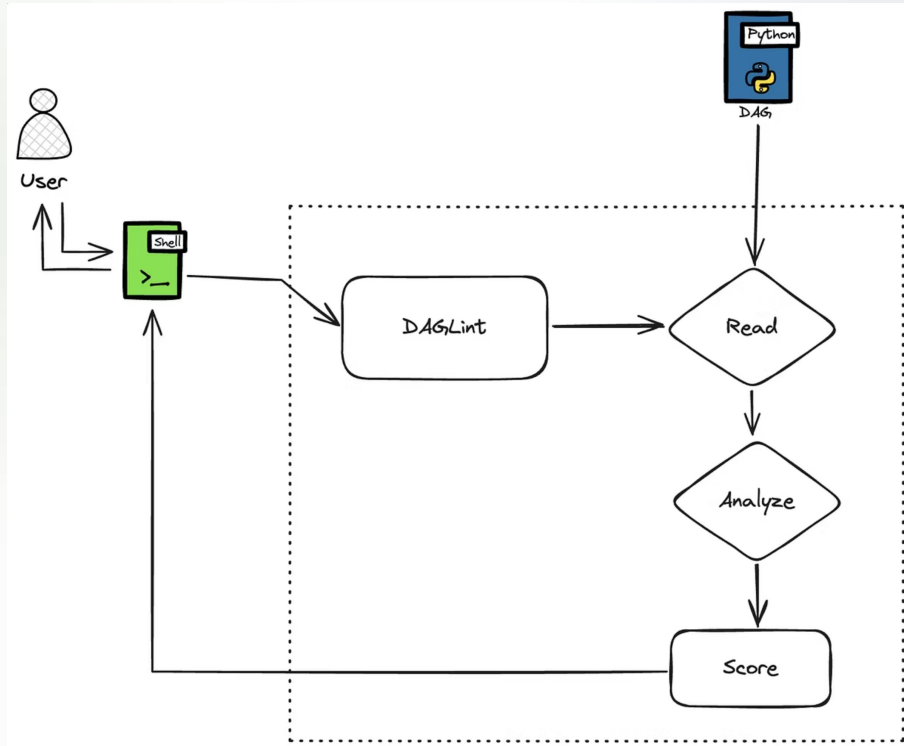 Python
DAG
User
Shell
>_
DAGLint
Read
Analyze
Score